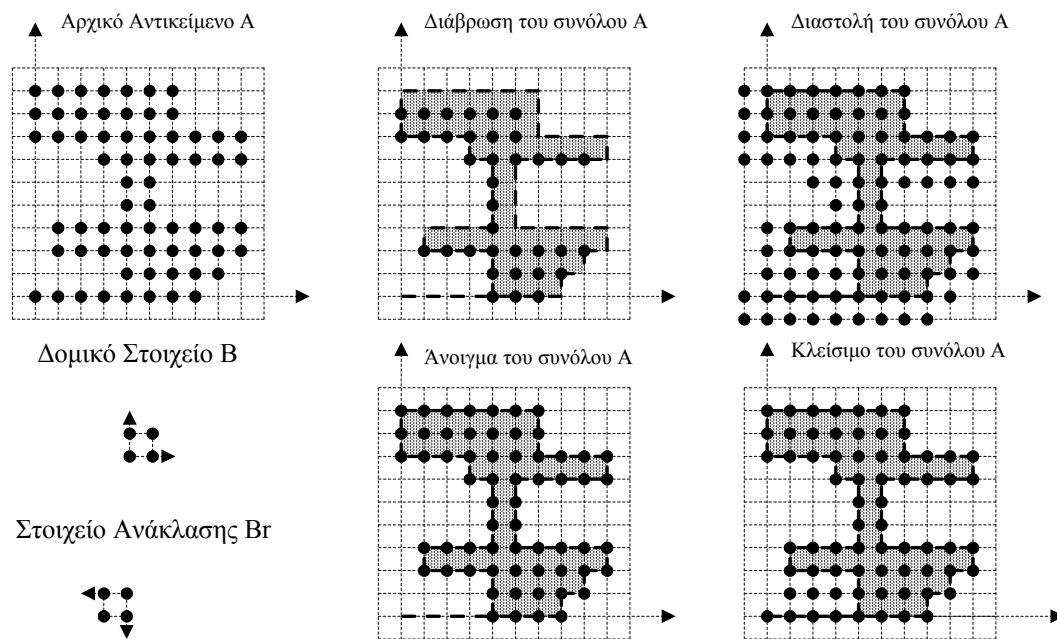 Αρχικό Αντικείμενο Α
Διάβρωση του συνόλου Α
Διαστολή του συνόλου Α
Δομικό Στοιχείο Β
Άνοιγμα του συνόλου Α
Κλείσιμο του συνόλου Α
Στοιχείο Ανάκλασης Br